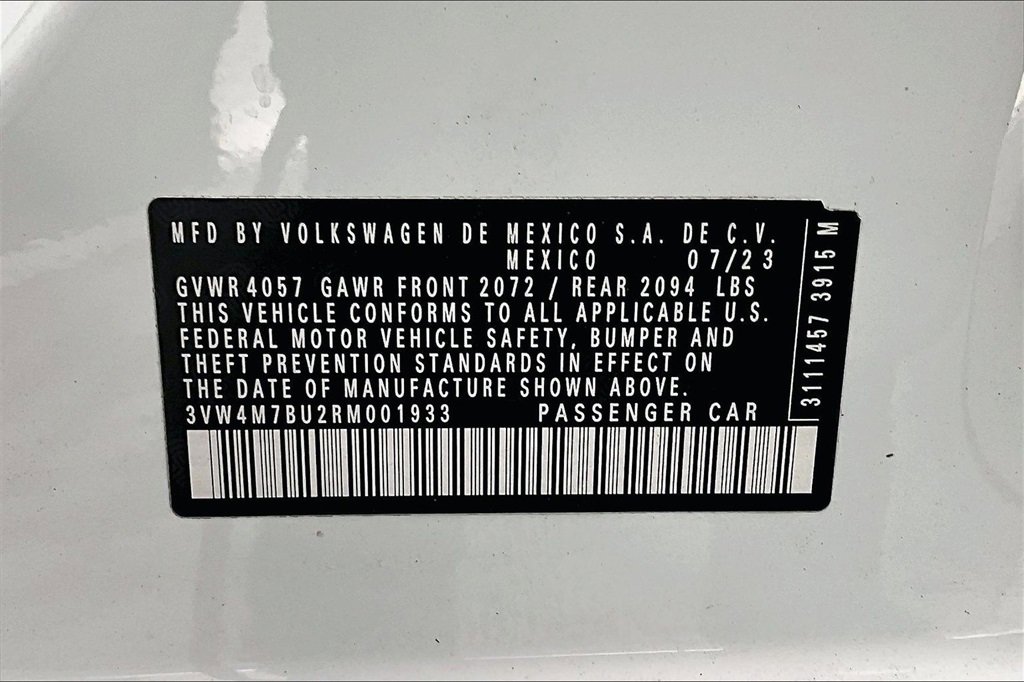 MFD BY VOLKSWAGEN DE MEXICO S.A. DE C.V.
MEXICO 07/23
GVWR 4057 GAWR FRONT 2072 / REAR 2094 LBS
THIS VEHICLE CONFORMS TO ALL APPLICABLE U.S.
FEDERAL MOTOR VEHICLE SAFETY, BUMPER AND
THEFT PREVENTION STANDARDS IN EFFECT ON
THE DATE OF MANUFACTURE SHOWN ABOVE.
3VW4M7BU2RM001933 PASSENGER CAR
3111457 3915 M